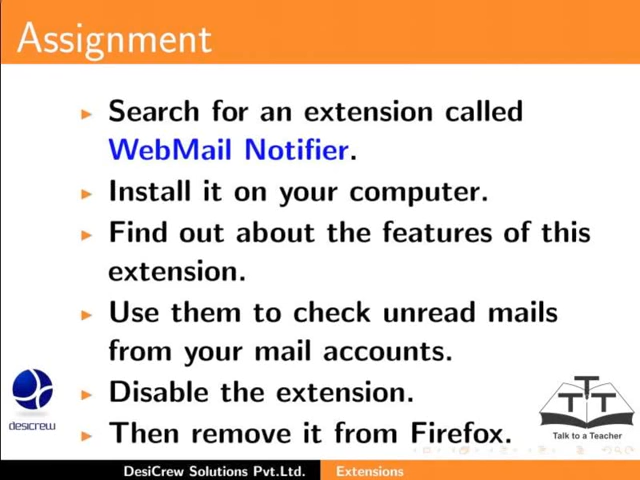 Assignment
Search for an extension called
WebMail Notifier.
Install it on your computer.
Find out about the features of this
extension.
Use them to check unread mails
from your mail accounts.
Disable the extension.
Then remove it from Firefox.
desicrew
T T T
Talk to a Teacher
DesiCrew Solutions Pvt.Ltd.
Extensions